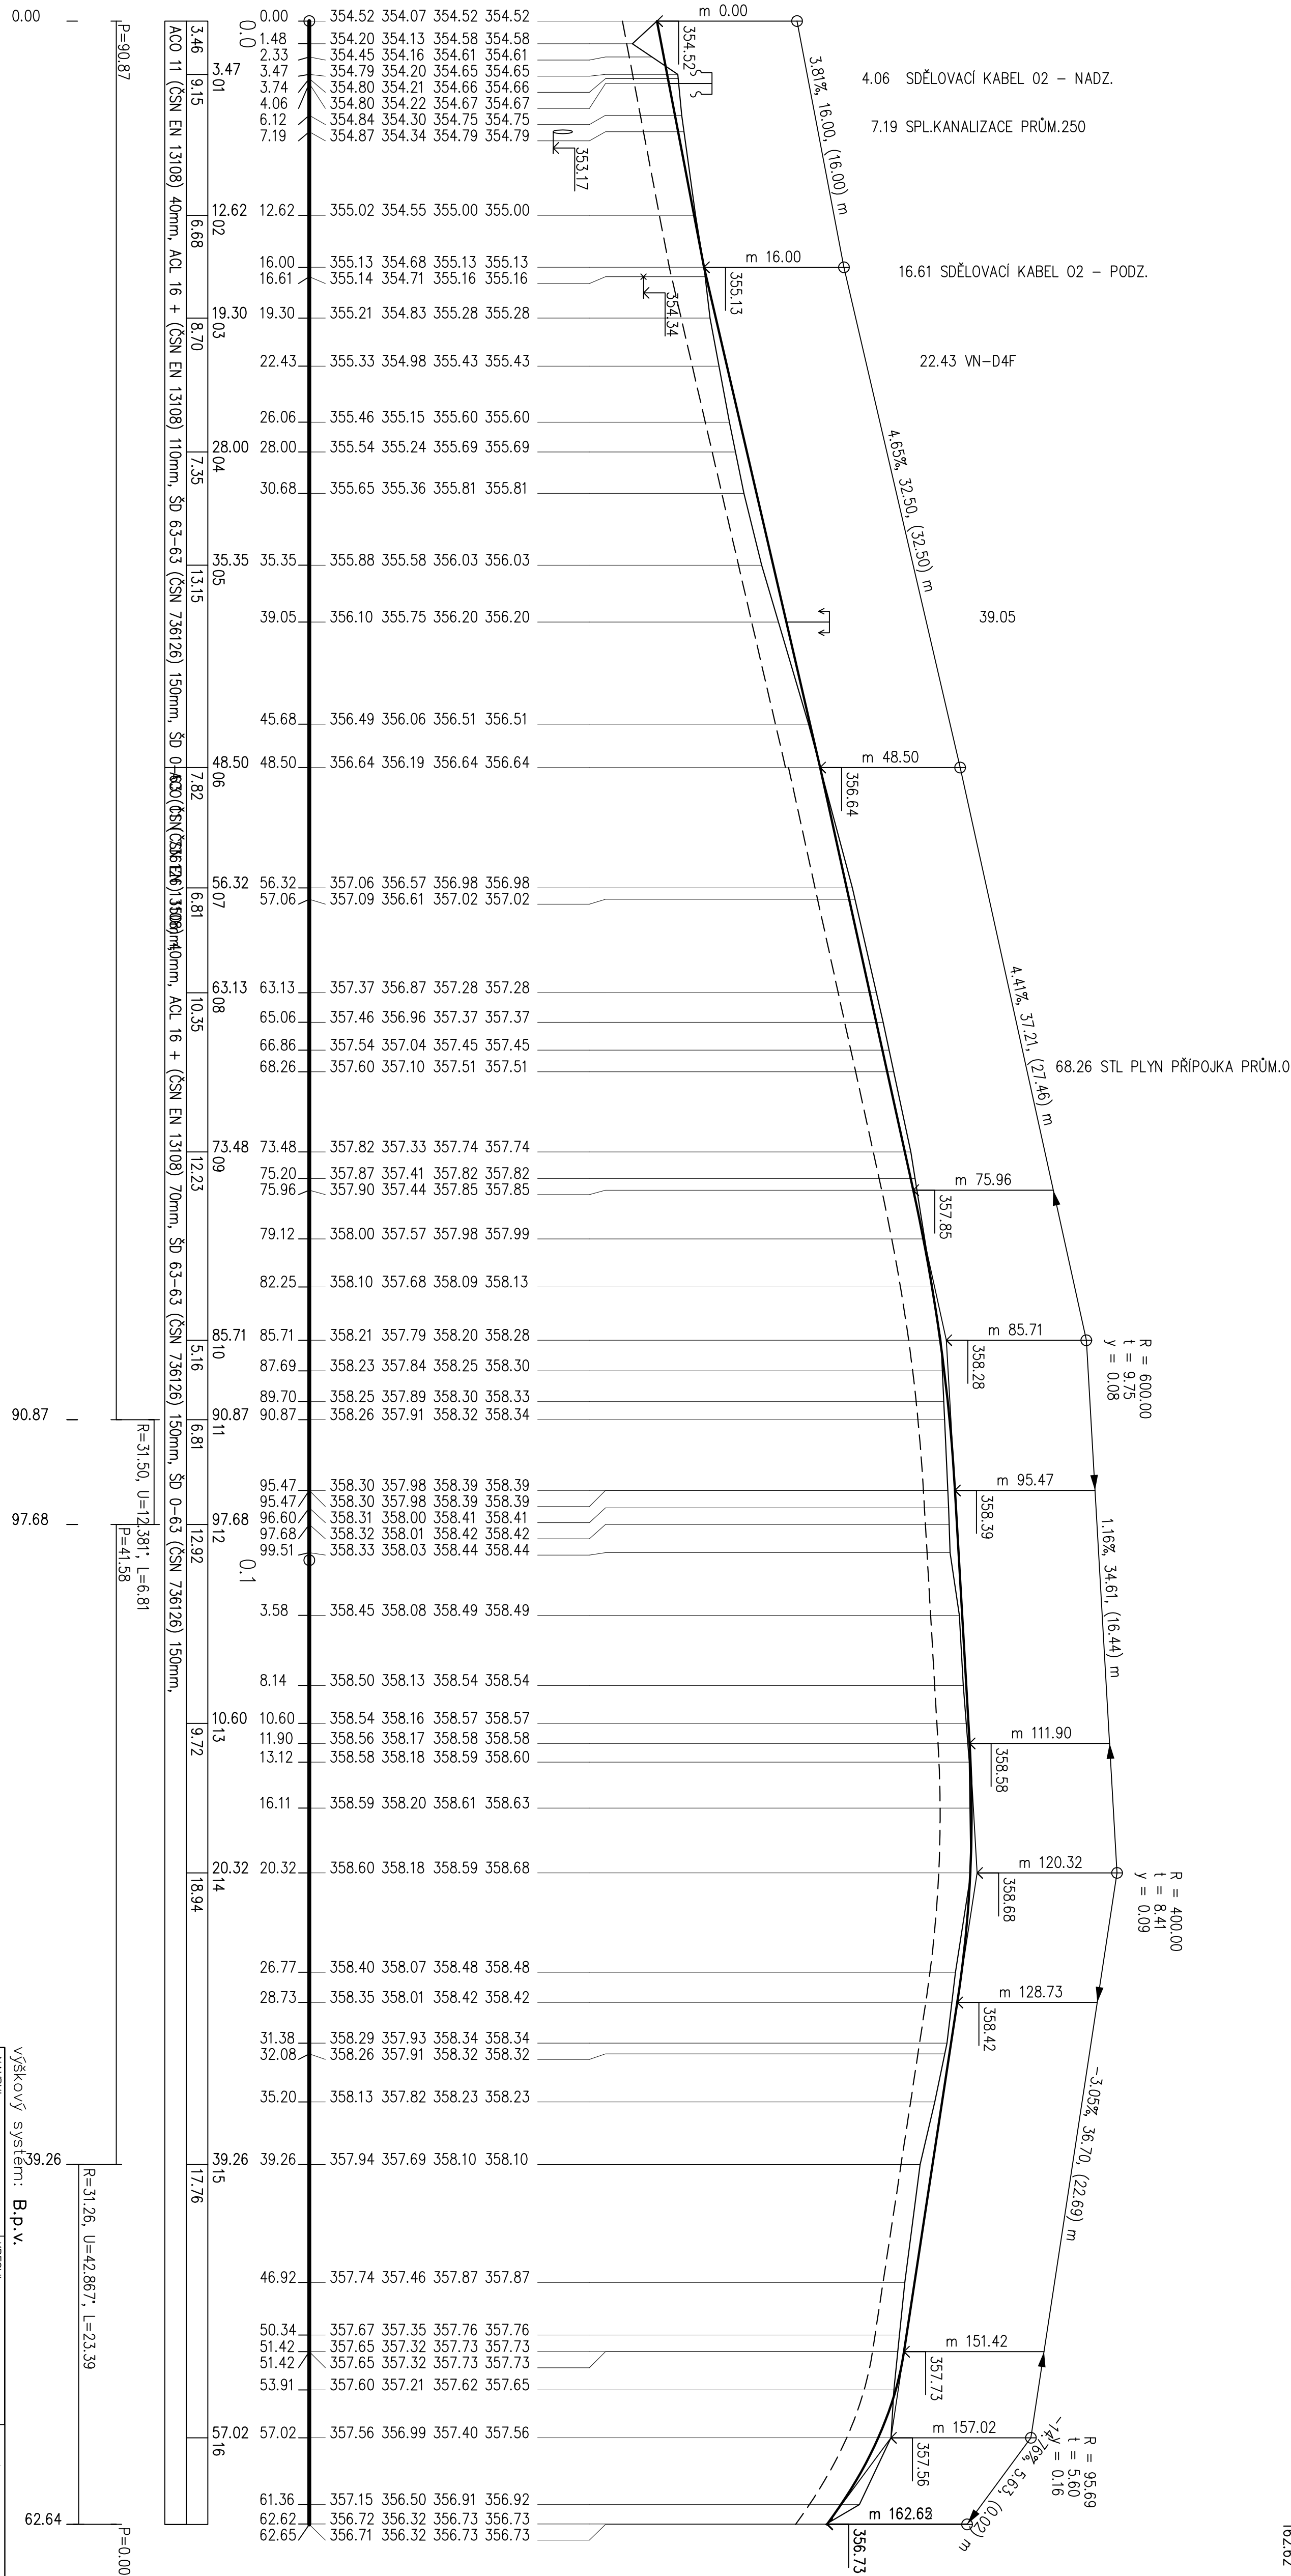 0.00
P=90.87
90.87
R=31.50, U=12.381°, L=6.81
97.68
P=41.58
39.26
R=31.26, U=42.867°, L=23.39
62.64
P=0.00
výškový systém: B.p.v.
ACO 11 (ČSN EN 13108) 40mm, ACL 16 + (ČSN EN 13108) 110mm, ŠD 63-63 (ČSN 736126) 150mm, ŠD 0-63 (ČSN 736126) 150mm,
ACO 11 (ČSN EN 13108) 40mm, ACL 16 + (ČSN EN 13108) 70mm, ŠD 63-63 (ČSN 736126) 150mm, ŠD 0-63 (ČSN 736126) 150mm,
3.46
9.15
6.68
8.70
7.35
13.15
7.82
6.81
10.35
12.23
5.16
6.81
12.92
9.72
18.94
17.76
3.47 01
12.62 02
19.30 03
28.00 04
35.35 05
48.50 06
56.32 07
63.13 08
73.48 09
85.71 10
90.87 11
97.68 12
10.60 13
20.32 14
39.26 15
57.02 16
0.0
0.1
0.00 354.52 354.07 354.52 354.52
1.48 354.20 354.13 354.58 354.58
2.33 354.45 354.16 354.61 354.61
3.47 354.79 354.20 354.65 354.65
3.74 354.80 354.21 354.66 354.66
4.06 354.80 354.22 354.67 354.67
6.12 354.84 354.30 354.75 354.75
7.19 354.87 354.34 354.79 354.79
12.62 355.02 354.55 355.00 355.00
16.00 355.13 354.68 355.13 355.13
16.61 355.14 354.71 355.16 355.16
19.30 355.21 354.83 355.28 355.28
22.43 355.33 354.98 355.43 355.43
26.06 355.46 355.15 355.60 355.60
28.00 355.54 355.24 355.69 355.69
30.68 355.65 355.36 355.81 355.81
35.35 355.88 355.58 356.03 356.03
39.05 356.10 355.75 356.20 356.20
45.68 356.49 356.06 356.51 356.51
48.50 356.64 356.19 356.64 356.64
56.32 357.06 356.57 356.98 356.98
57.06 357.09 356.61 357.02 357.02
63.13 357.37 356.87 357.28 357.28
65.06 357.46 356.96 357.37 357.37
66.86 357.54 357.04 357.45 357.45
68.26 357.60 357.10 357.51 357.51
73.48 357.82 357.33 357.74 357.74
75.20 357.87 357.41 357.82 357.82
75.96 357.90 357.44 357.85 357.85
79.12 358.00 357.57 357.98 357.99
82.25 358.10 357.68 358.09 358.13
85.71 358.21 357.79 358.20 358.28
87.69 358.23 357.84 358.25 358.30
89.70 358.25 357.89 358.30 358.33
90.87 358.26 357.91 358.32 358.34
95.47 358.30 357.98 358.39 358.39
95.47 358.30 357.98 358.39 358.39
96.60 358.31 358.00 358.41 358.41
97.68 358.32 358.01 358.42 358.42
99.51 358.33 358.03 358.44 358.44
3.58 358.45 358.08 358.49 358.49
8.14 358.50 358.13 358.54 358.54
10.60 358.54 358.16 358.57 358.57
11.90 358.56 358.17 358.58 358.58
13.12 358.58 358.18 358.59 358.60
16.11 358.59 358.20 358.61 358.63
20.32 358.60 358.18 358.59 358.68
26.77 358.40 358.07 358.48 358.48
28.73 358.35 358.01 358.42 358.42
31.38 358.29 357.93 358.34 358.34
32.08 358.26 357.91 358.32 358.32
35.20 358.13 357.82 358.23 358.23
39.26 357.94 357.69 358.10 358.10
46.92 357.74 357.46 357.87 357.87
50.34 357.67 357.35 357.76 357.76
51.42 357.65 357.32 357.73 357.73
51.42 357.65 357.32 357.73 357.73
53.91 357.60 357.21 357.62 357.65
57.02 357.56 356.99 357.40 357.56
61.36 357.15 356.50 356.91 356.92
62.62 356.72 356.32 356.73 356.73
62.65 356.71 356.32 356.73 356.73
353.17
354.34
m 0.00
354.52
m 16.00
355.13
m 48.50
356.64
m 75.96
357.85
m 85.71
358.28
m 95.47
358.39
m 111.90
358.58
m 120.32
358.68
m 128.73
358.42
m 151.42
357.73
m 157.02
357.56
m 162.62
356.73
3.81%, 16.00, (16.00) m
4.65%, 32.50, (32.50) m
4.41%, 37.21, (27.46) m
1.16%, 34.61, (16.44) m
-3.05%, 36.70, (22.69) m
-14.76%, 5.63, (0.02) m
4.06 SDĚLOVACÍ KABEL O2 - NADZ.
7.19 SPL.KANALIZACE PRŮM.250
16.61 SDĚLOVACÍ KABEL O2 - PODZ.
22.43 VN-D4F
39.05
68.26 STL PLYN PŘÍPOJKA PRŮM.0
R = 600.00
t = 9.75
y = 0.08
R = 400.00
t = 8.41
y = 0.09
R = 95.69
t = 5.60
y = 0.16
162.62